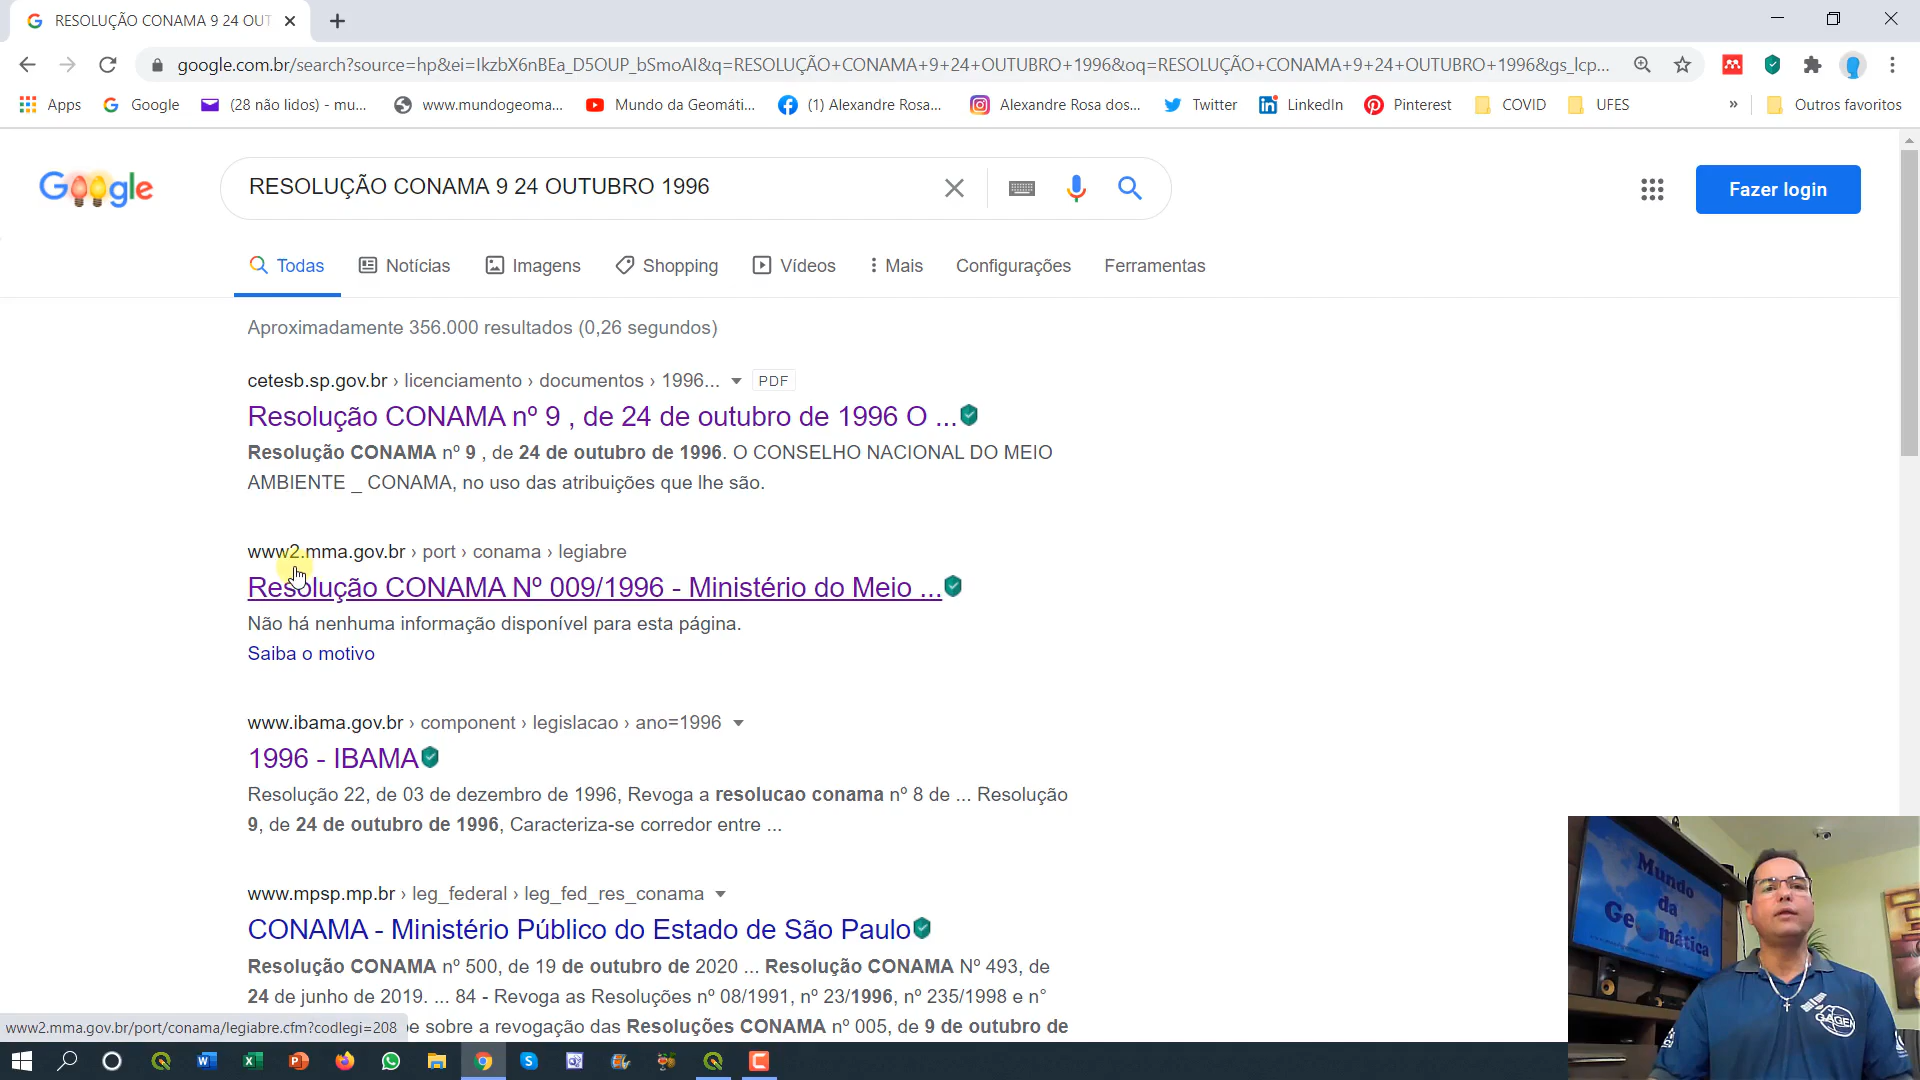 RESOLUÇÃO CONAMA 9 24 OUT
google.com.br/search?source=hp&ei=IkzbX6nBEa_D5OUP_bSmoAI&q=RESOLUÇÃO+CONAMA+9+24+OUTUBRO+1996&oq=RESOLUÇÃO+CONAMA+9+24+OUTUBRO+1996&gs_lcp...
Apps Google (28 não lidos) - mu... www.mundogeoma... Mundo da Geomáti... (1) Alexandre Rosa... Alexandre Rosa dos... Twitter LinkedIn Pinterest COVID UFES » Outros favoritos
Google RESOLUÇÃO CONAMA 9 24 OUTUBRO 1996 Fazer login
Todas Notícias Imagens Shopping Vídeos Mais Configurações Ferramentas
Aproximadamente 356.000 resultados (0,26 segundos)
cetesb.sp.gov.br › licenciamento › documentos › 1996... PDF
Resolução CONAMA nº 9 , de 24 de outubro de 1996 O ...
Resolução CONAMA nº 9 , de 24 de outubro de 1996. O CONSELHO NACIONAL DO MEIO
AMBIENTE _ CONAMA, no uso das atribuições que lhe são.
www2.mma.gov.br › port › conama › legiabre
Resolução CONAMA Nº 009/1996 - Ministério do Meio ...
Não há nenhuma informação disponível para esta página.
Saiba o motivo
www.ibama.gov.br › component › legislacao › ano=1996
1996 - IBAMA
Resolução 22, de 03 de dezembro de 1996, Revoga a resolucao conama nº 8 de ... Resolução
9, de 24 de outubro de 1996, Caracteriza-se corredor entre ...
www.mpsp.mp.br › leg_federal › leg_fed_res_conama
CONAMA - Ministério Público do Estado de São Paulo
Resolução CONAMA nº 500, de 19 de outubro de 2020 ... Resolução CONAMA Nº 493, de
24 de junho de 2019. ... 84 - Revoga as Resoluções nº 08/1991, nº 23/1996, nº 235/1998 e n°
www2.mma.gov.br/port/conama/legiabre.cfm?codlegi=208 e sobre a revogação das Resoluções CONAMA nº 005, de 9 de outubro de
Mundo
da
Geomática
GAGEN